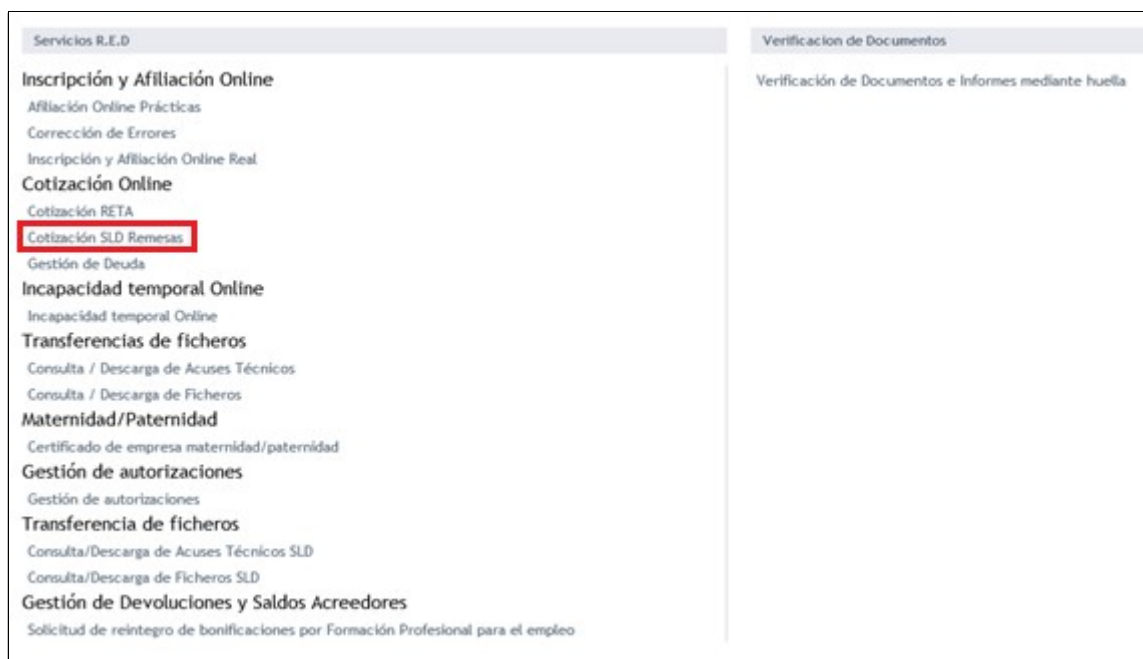 Servicios R.E.D
Inscripción y Afiliación Online
Afiliación Online Prácticas
Corrección de Errores
Inscripción y Afiliación Online Real
Cotización Online
Cotización RETA
Cotización SLD Remesas
Gestión de Deuda
Incapacidad temporal Online
Incapacidad temporal Online
Transferencias de ficheros
Consulta / Descarga de Acuses Técnicos
Consulta / Descarga de Ficheros
Maternidad/Paternidad
Certificado de empresa maternidad/paternidad
Gestión de autorizaciones
Gestión de autorizaciones
Transferencia de ficheros
Consulta/Descarga de Acuses Técnicos SLD
Consulta/Descarga de Ficheros SLD
Gestión de Devoluciones y Saldos Acreedores
Solicitud de reintegro de bonificaciones por Formación Profesional para el empleo
Verificacion de Documentos
Verificación de Documentos e Informes mediante huella